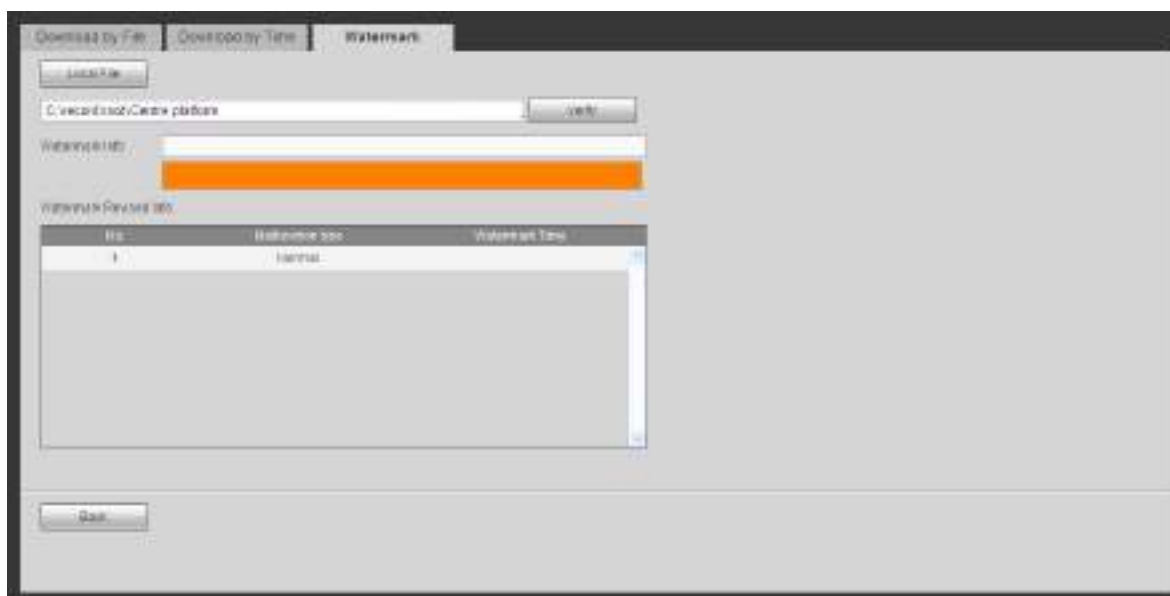 Download by File Download by Time Watermark
Local File
Verify
Watermark Info
Watermark Revised Info
No. Watermark Time
1 Normal
Back